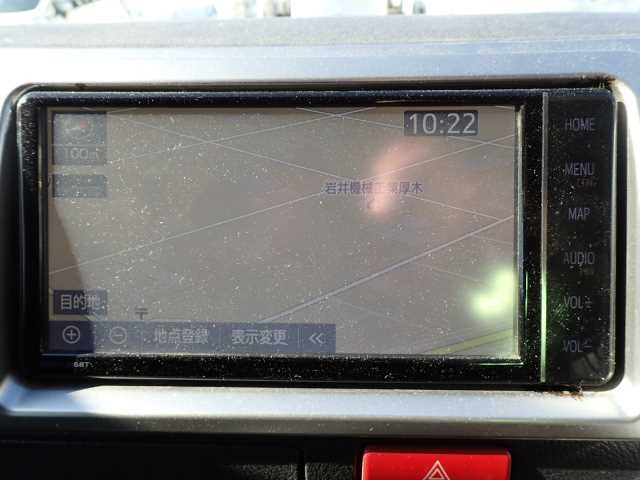 10:22
100m
岩井機械工業厚木
目的地
〒
地点登録
表示変更
<<
HOME
MENU
MAP
AUDIO
VOL+
VOL-